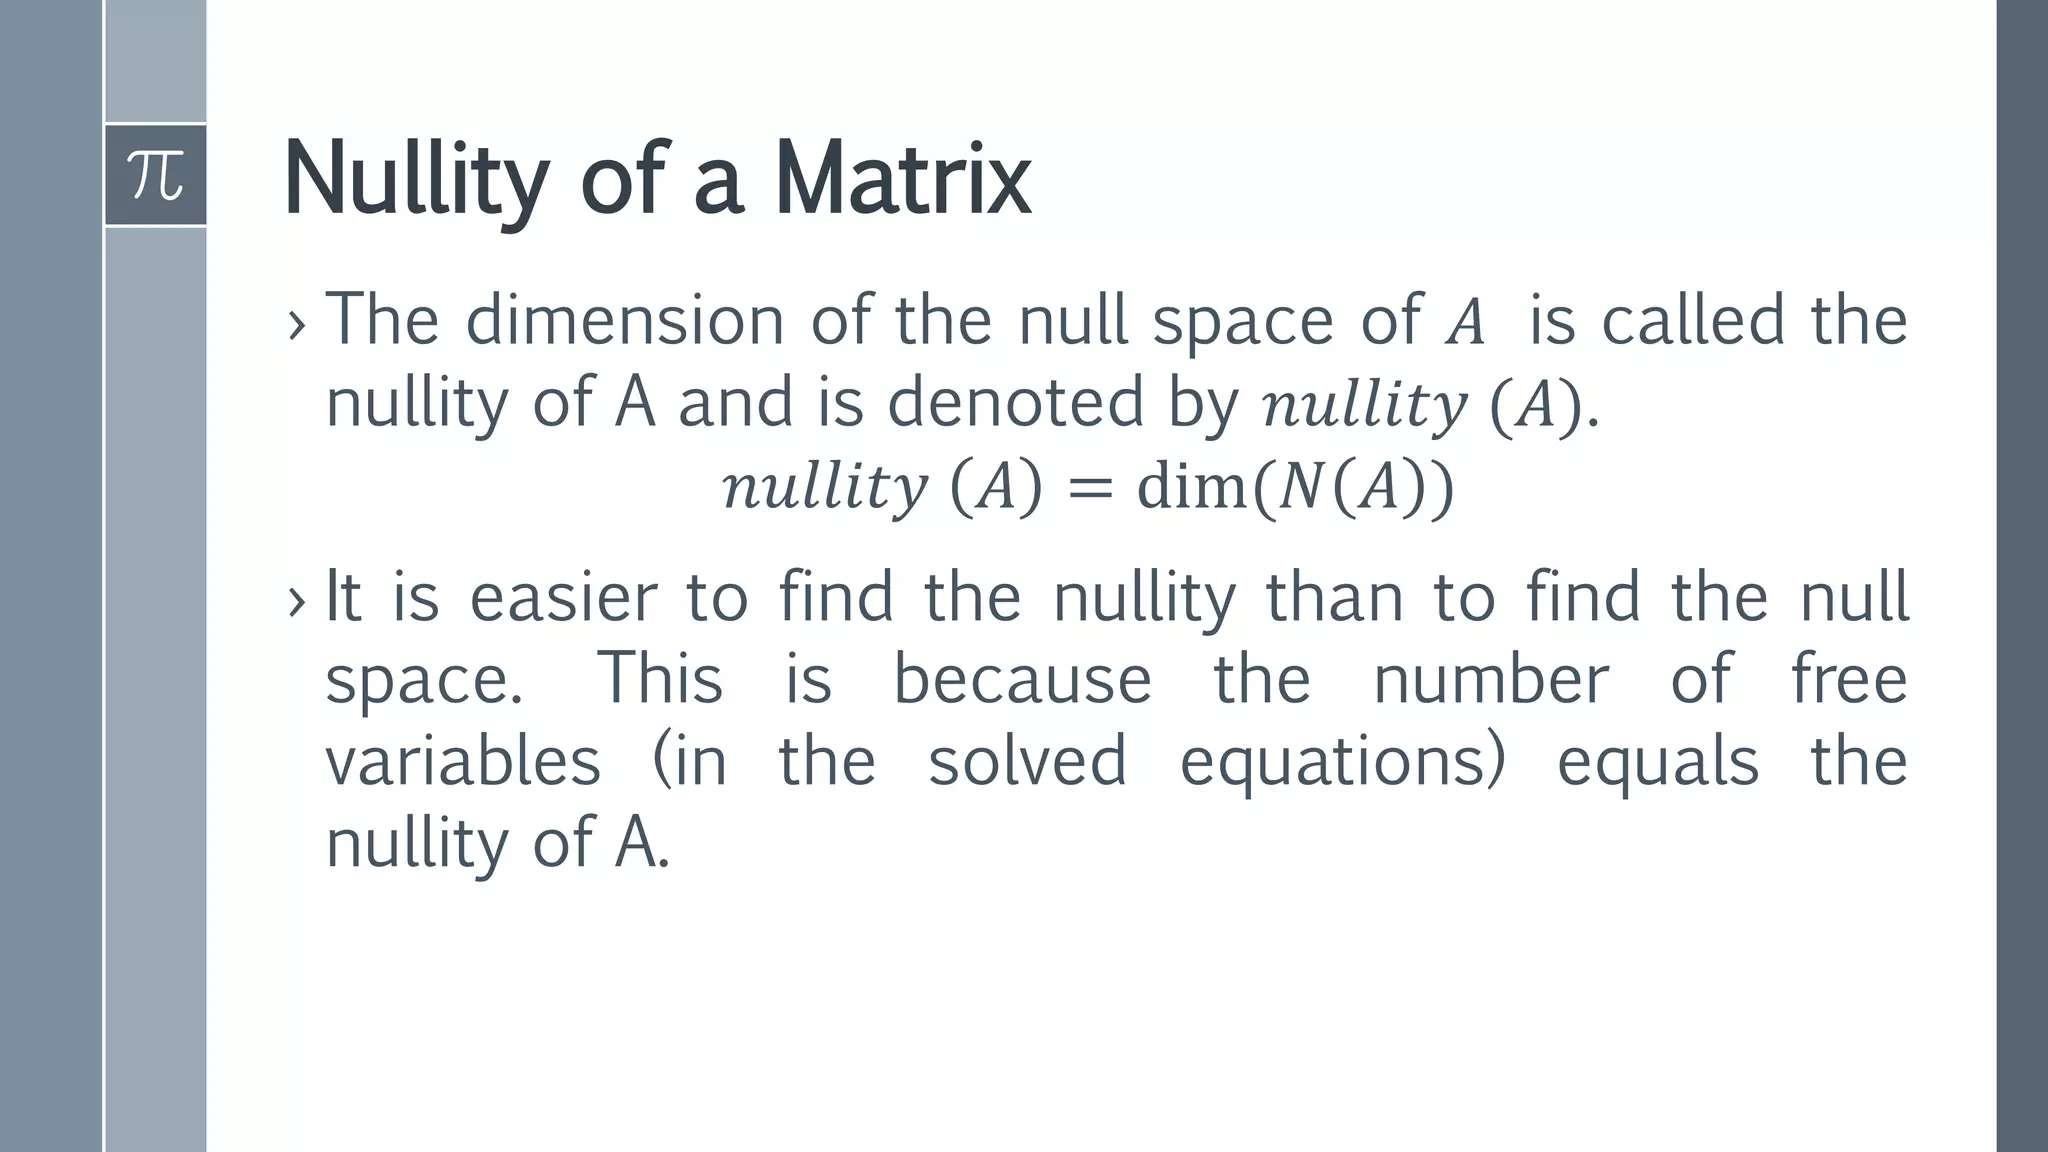 π
Nullity of a Matrix
› The dimension of the null space of 𝐴 is called the
nullity of A and is denoted by 𝑛𝑢𝑙𝑙𝑖𝑡𝑦 (𝐴).
𝑛𝑢𝑙𝑙𝑖𝑡𝑦 (𝐴) = dim(𝑁(𝐴))
› It is easier to find the nullity than to find the null
space. This is because the number of free
variables (in the solved equations) equals the
nullity of A.